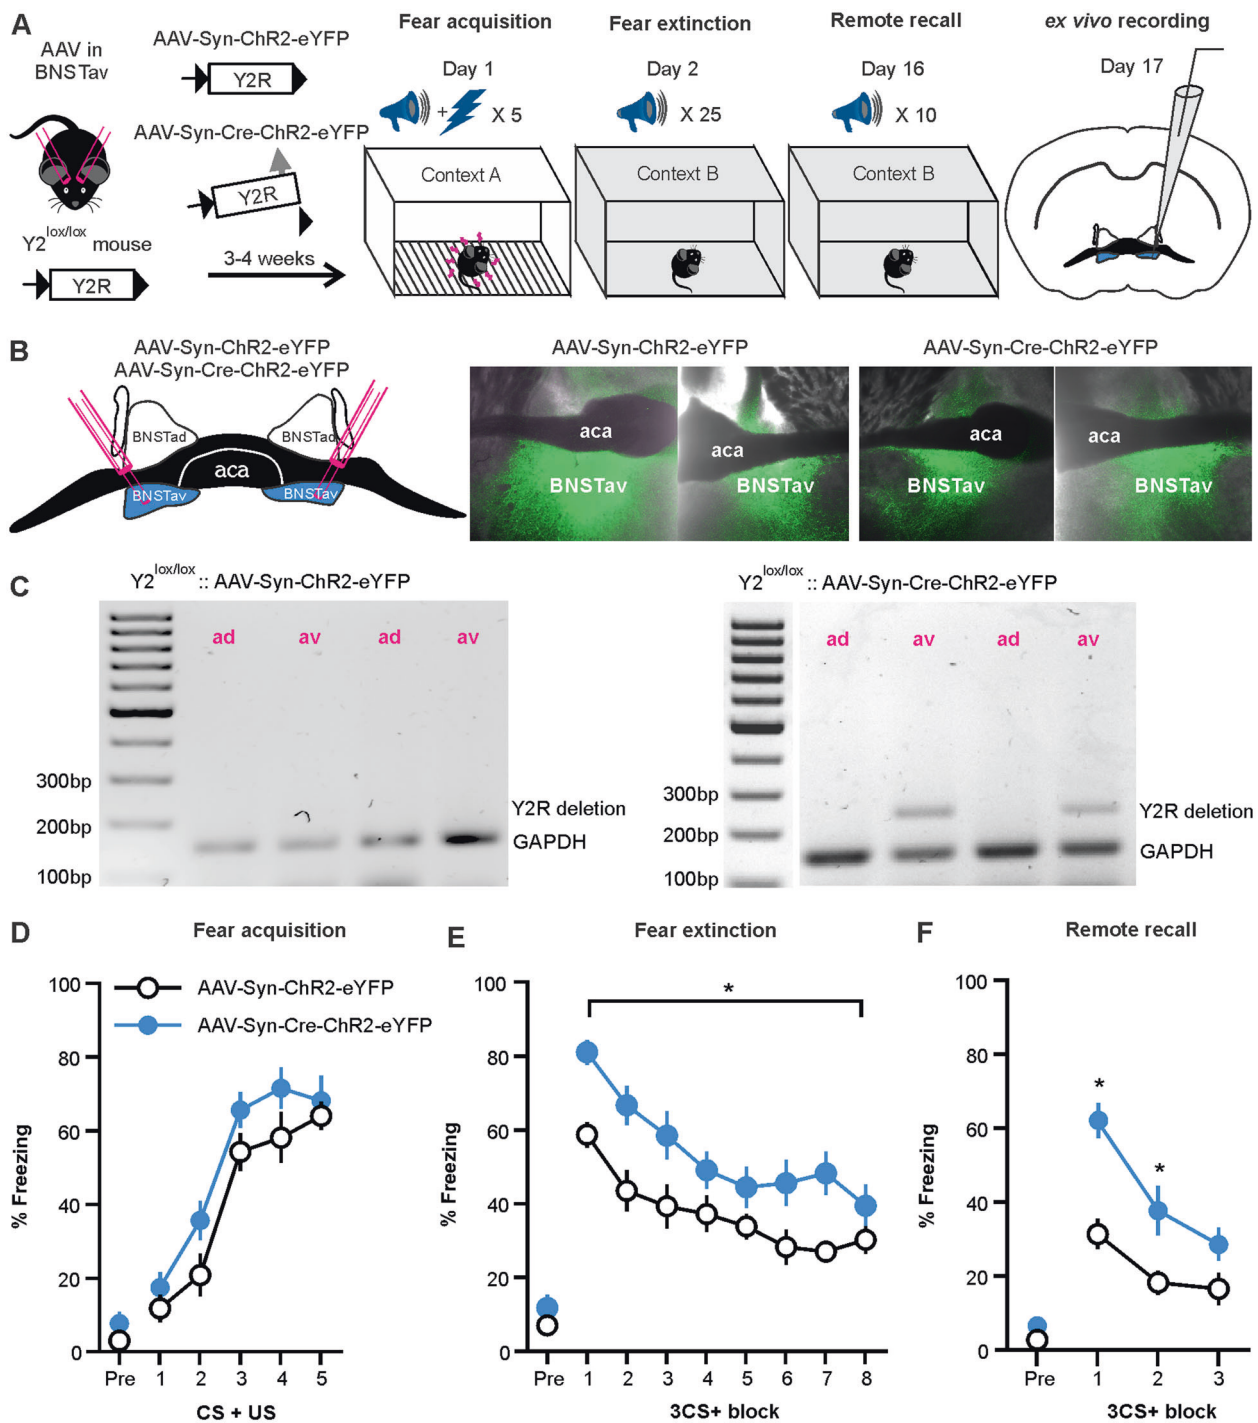 A
AAV in
BNSTav
Y2lox/lox mouse
Y2R
AAV-Syn-ChR2-eYFP
Y2R
AAV-Syn-Cre-ChR2-eYFP
Y2R
3-4 weeks
Fear acquisition
Day 1
+
X 5
Context A
Fear extinction
Day 2
X 25
Context B
Remote recall
Day 16
X 10
Context B
ex vivo recording
Day 17
B
AAV-Syn-ChR2-eYFP
AAV-Syn-Cre-ChR2-eYFP
BNSTad
BNSTad
aca
BNSTav
BNSTav
AAV-Syn-ChR2-eYFP
aca
aca
BNSTav
BNSTav
AAV-Syn-Cre-ChR2-eYFP
aca
aca
BNSTav
BNSTav
C
Y2lox/lox :: AAV-Syn-ChR2-eYFP
ad av ad av
300bp
200bp
100bp
Y2R deletion
GAPDH
Y2lox/lox :: AAV-Syn-Cre-ChR2-eYFP
ad av ad av
300bp
200bp
100bp
Y2R deletion
GAPDH
D
Fear acquisition
AAV-Syn-ChR2-eYFP
AAV-Syn-Cre-ChR2-eYFP
% Freezing
100
80
60
40
20
0
Pre 1 2 3 4 5
CS + US
E
Fear extinction
*
% Freezing
100
80
60
40
20
0
Pre 1 2 3 4 5 6 7 8
3CS+ block
F
Remote recall
*
*
% Freezing
100
80
60
40
20
0
Pre 1 2 3
3CS+ block